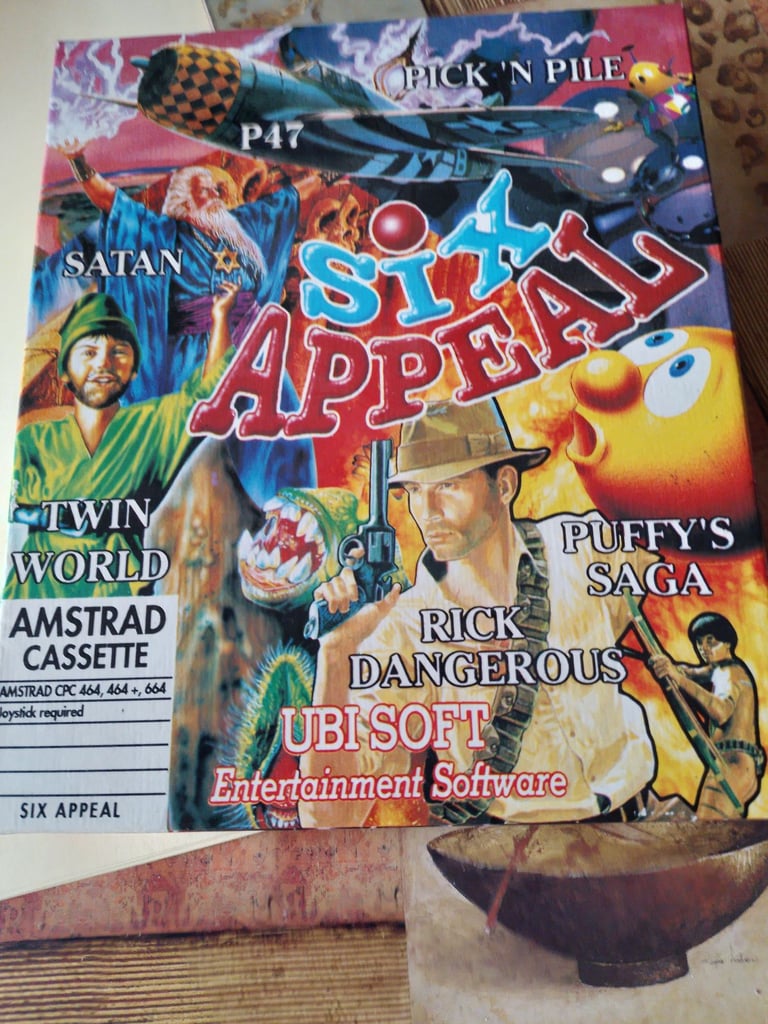 PICK 'N PILE
P47
SATAN
SIX
APPEAL
TWIN
WORLD
PUFFY'S
SAGA
RICK
DANGEROUS
AMSTRAD
CASSETTE
AMSTRAD CPC 464, 464 +, 664
Joystick required
SIX APPEAL
UBI SOFT
Entertainment Software